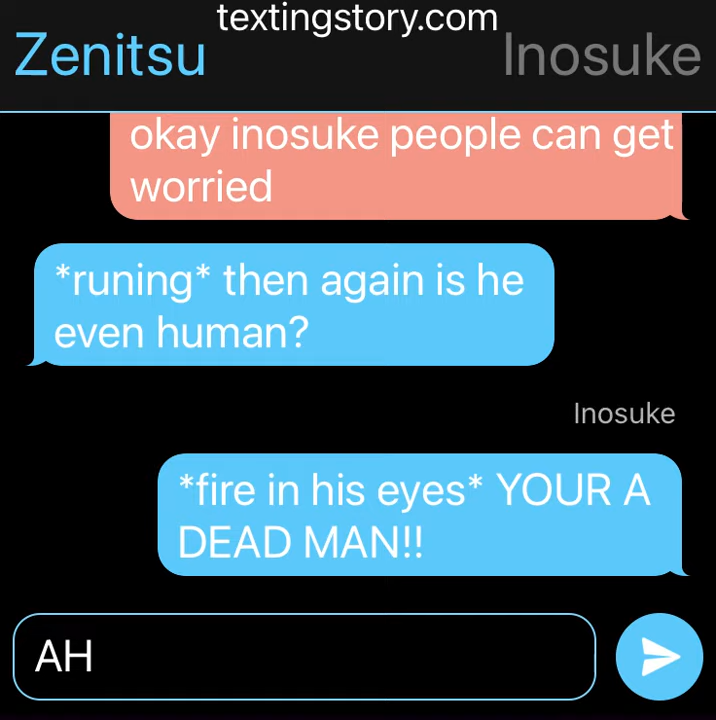 textingstory.com
Zenitsu
Inosuke
okay inosuke people can get
worried
*runing* then again is he
even human?
Inosuke
*fire in his eyes* YOUR A
DEAD MAN!!
AH